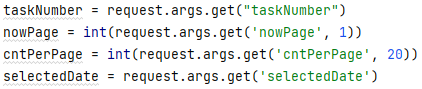 taskNumber = request.args.get("taskNumber")
nowPage = int(request.args.get('nowPage', 1))
cntPerPage = int(request.args.get('cntPerPage', 20))
selectedDate = request.args.get('selectedDate')